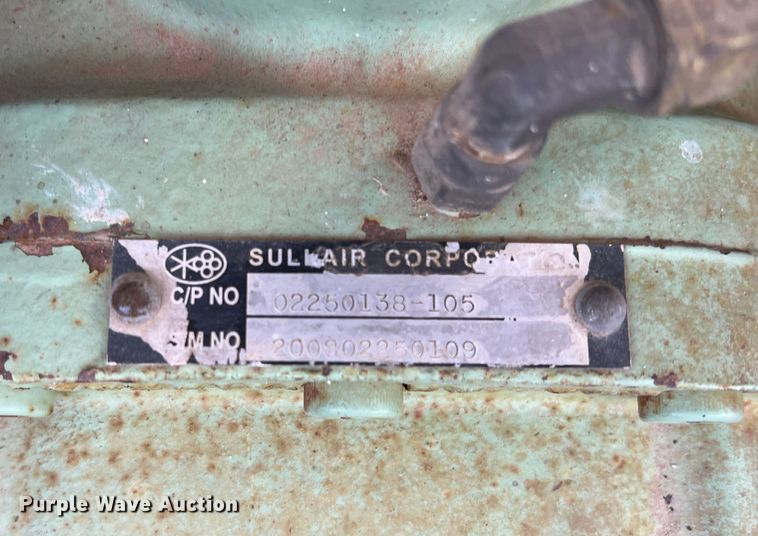 SULLAIR CORPORATION
C/P NO 02250138-105
S/M NO 200802250109
Purple Wave Auction